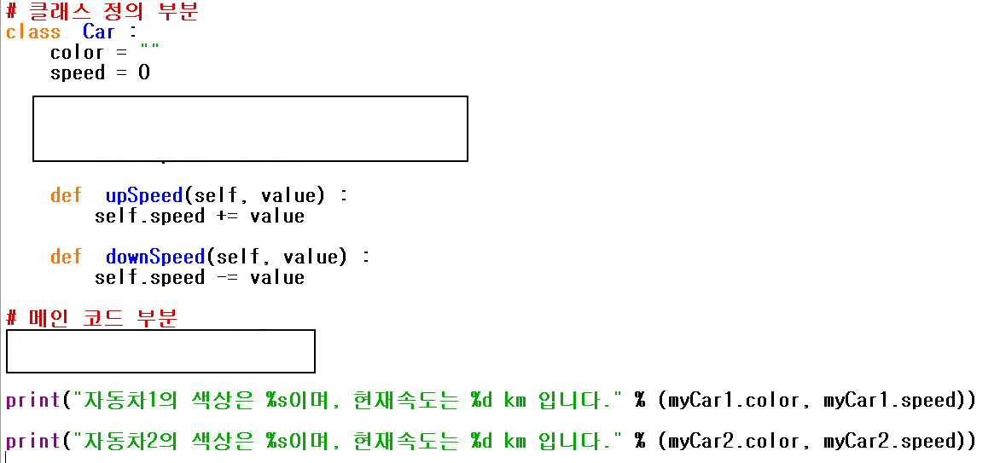 # 클래스 정의 부분
class Car :
color = ""
speed = 0
def upSpeed(self, value) :
self.speed += value
def downSpeed(self, value) :
self.speed -= value
# 메인 코드 부분
print("자동차1의 색상은 %s이며, 현재속도는 %d km 입니다." % (myCar1.color, myCar1.speed))
print("자동차2의 색상은 %s이며, 현재속도는 %d km 입니다." % (myCar2.color, myCar2.speed))